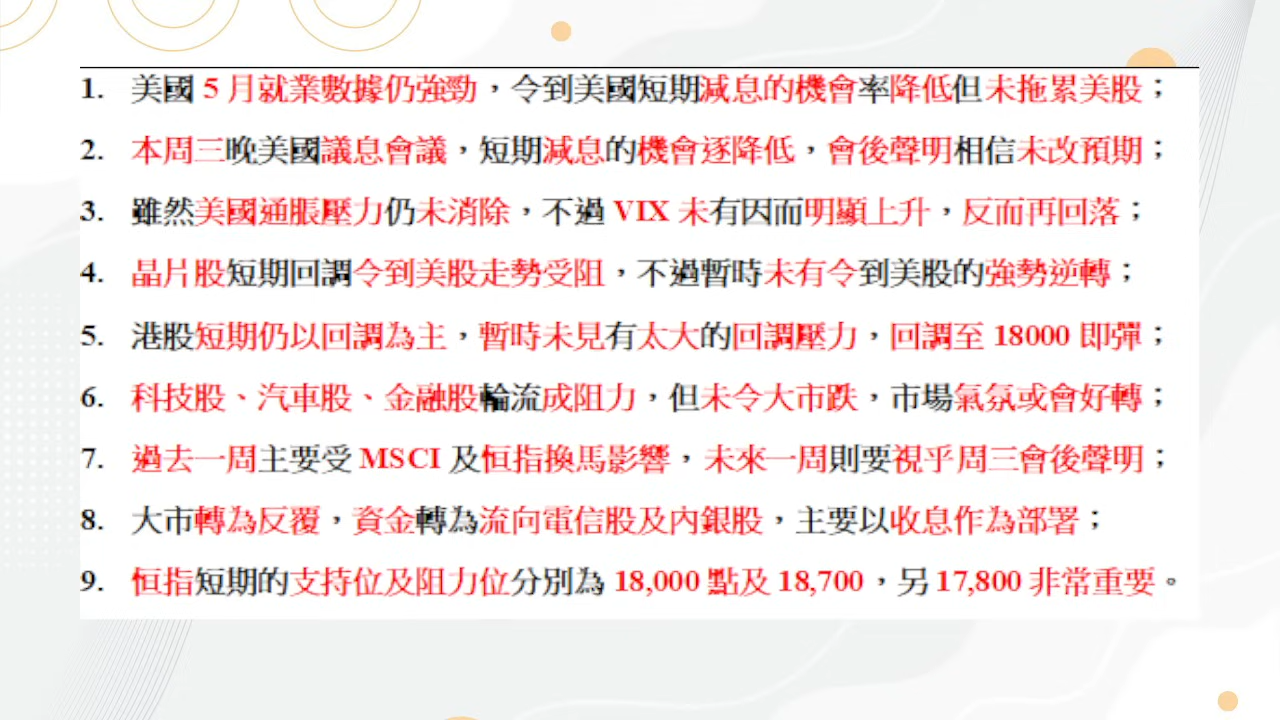 1. 美國 5 月就業數據仍強勁，令到美國短期減息的機會率降低但未拖累美股；
2. 本周三晚美國議息會議，短期減息的機會逐降低，會後聲明相信未改預期；
3. 雖然美國通脹壓力仍未消除，不過 VIX 未有因而明顯上升，反而再回落；
4. 晶片股短期回調令到美股走勢受阻，不過暫時未有令到美股的強勢逆轉；
5. 港股短期仍以回調為主，暫時未見有太大的回調壓力，回調至 18000 即彈；
6. 科技股、汽車股、金融股輪流成阻力，但未令大市跌，市場氣氛或會好轉；
7. 過去一周主要受 MSCI 及恒指換馬影響，未來一周則要視乎周三會後聲明；
8. 大市轉為反覆，資金轉為流向電信股及內銀股，主要以收息作為部署；
9. 恒指短期的支持位及阻力位分別為 18,000 點及 18,700，另 17,800 非常重要。